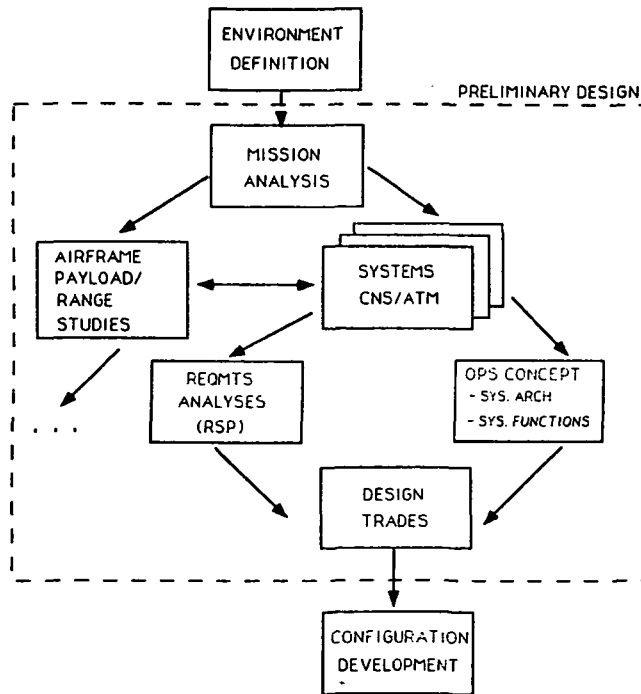 ENVIRONMENT
DEFINITION
PRELIMINARY DESIGN
MISSION
ANALYSIS
AIRFRAME
PAYLOAD/
RANGE
STUDIES
SYSTEMS
CNS/ATM
REQMTS
ANALYSES
(RSP)
OPS CONCEPT
- SYS. ARCH
- SYS. FUNCTIONS
. . .
DESIGN
TRADES
CONFIGURATION
DEVELOPMENT